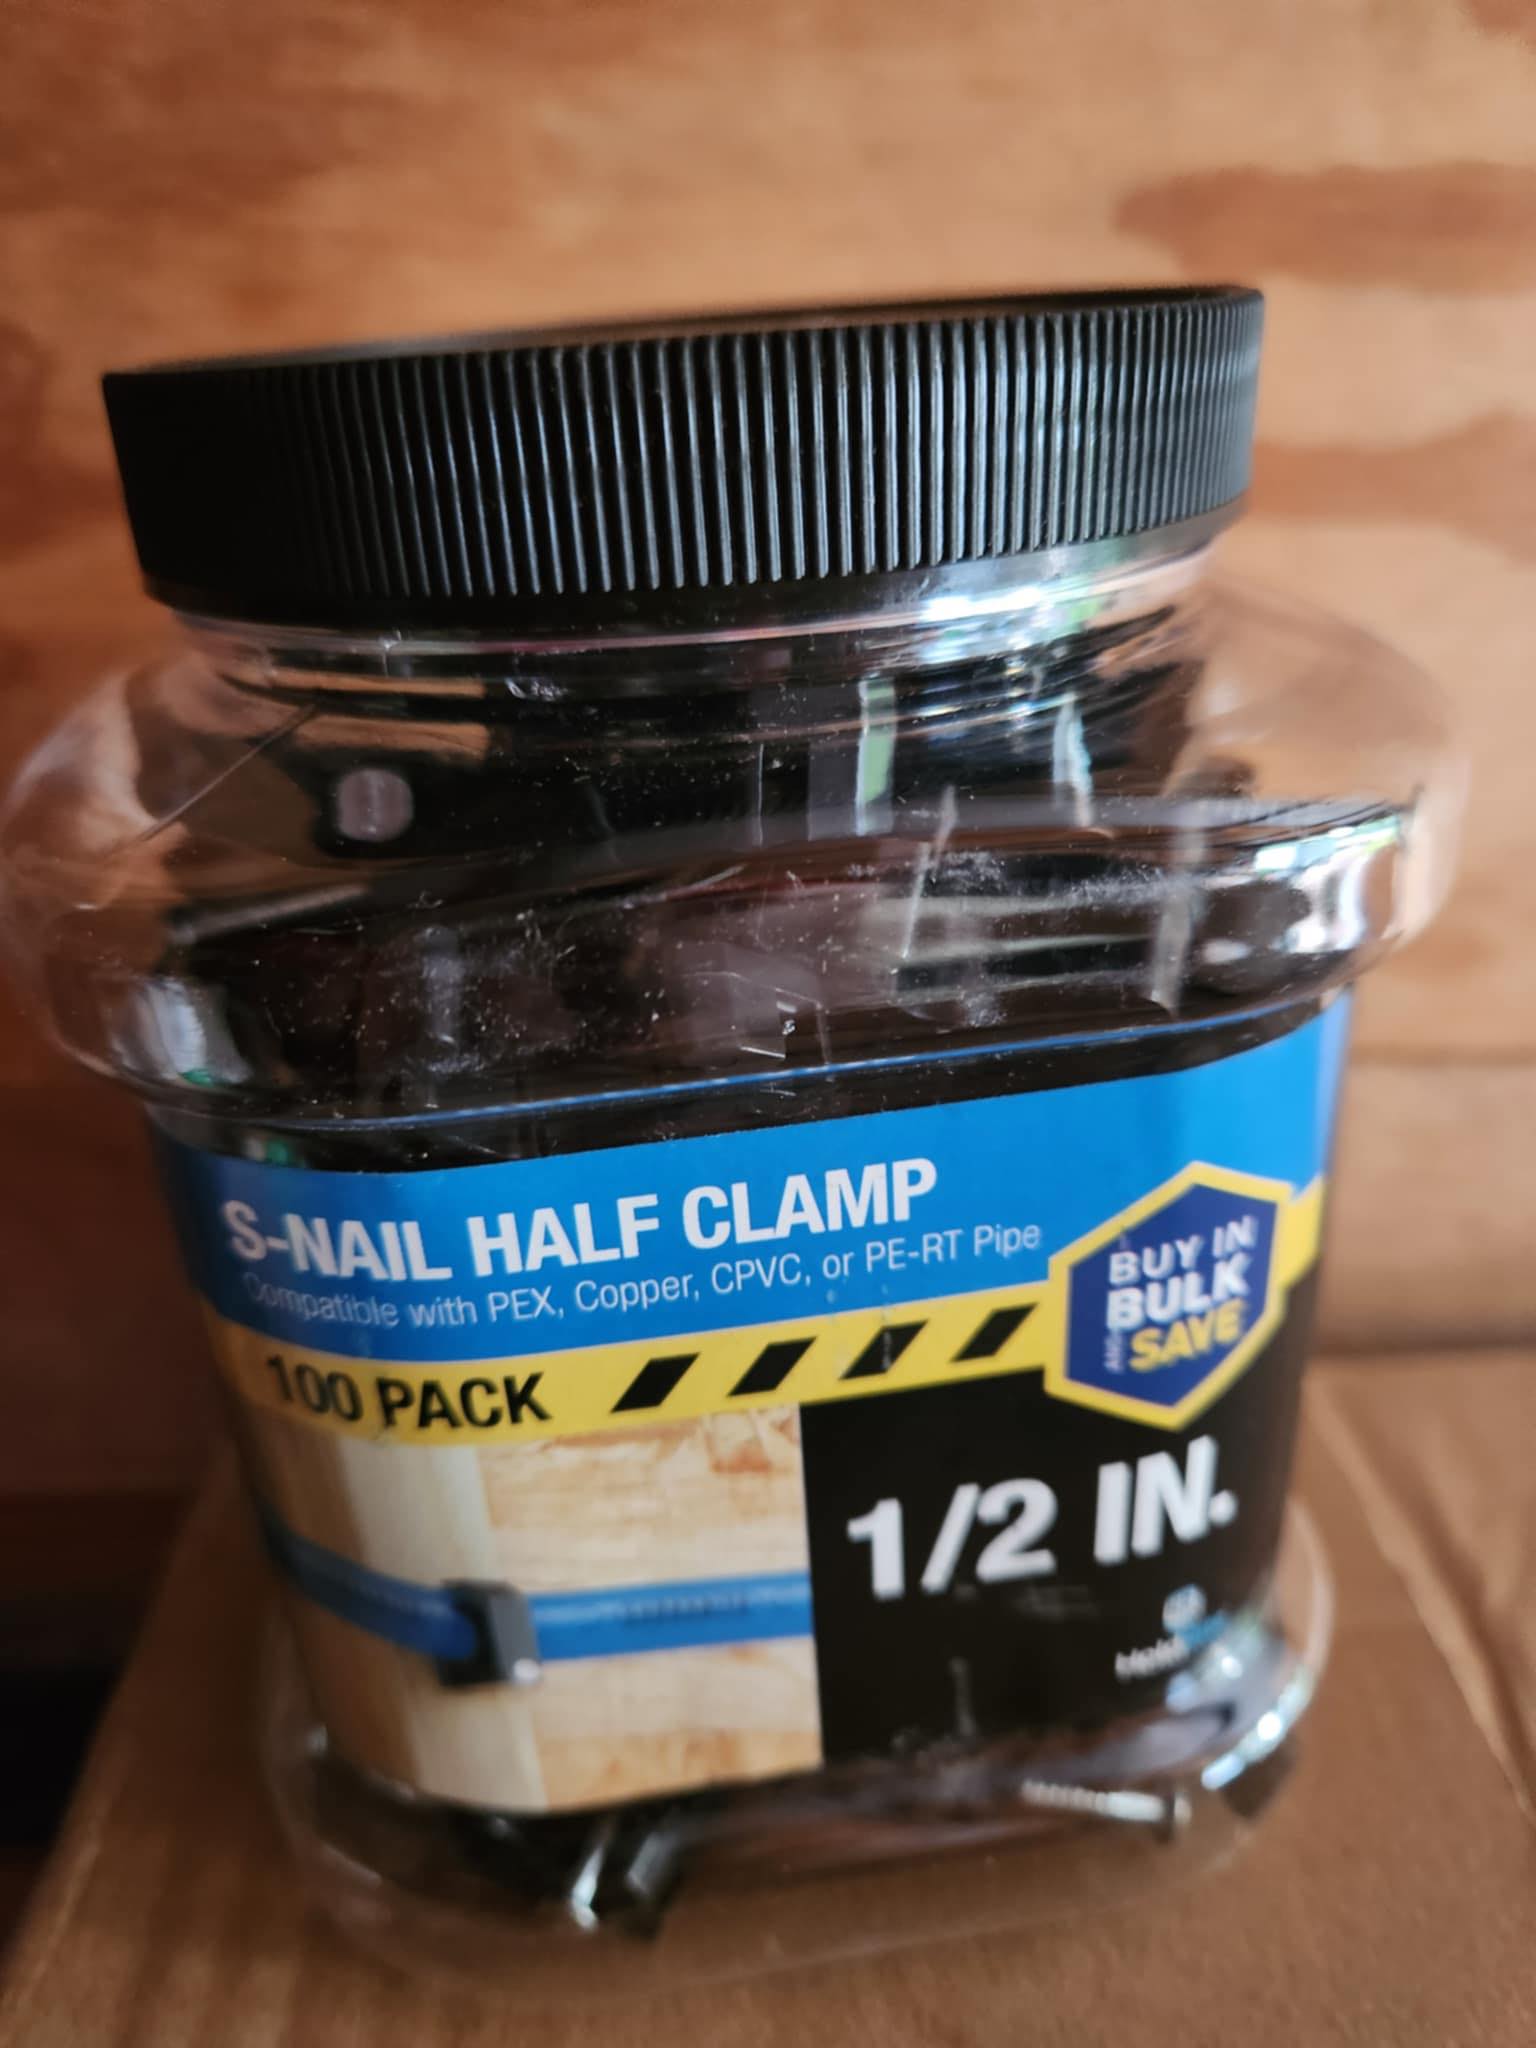 S-NAIL HALF CLAMP
Compatible with PEX, Copper, CPVC, or PE-RT Pipe
100 PACK
BUY IN
BULK
AND SAVE
1/2 IN.